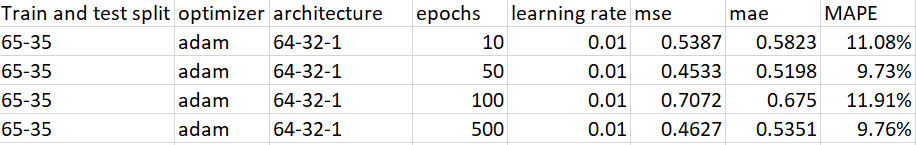 Train and test split optimizer architecture epochs learning rate mse mae MAPE
65-35 adam 64-32-1 10 0.01 0.5387 0.5823 11.08%
65-35 adam 64-32-1 50 0.01 0.4533 0.5198 9.73%
65-35 adam 64-32-1 100 0.01 0.7072 0.675 11.91%
65-35 adam 64-32-1 500 0.01 0.4627 0.5351 9.76%